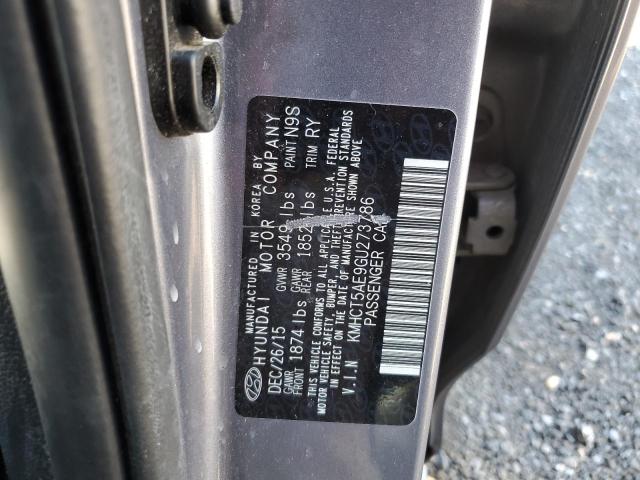 MANUFACTURED IN KOREA BY
HYUNDAI MOTOR COMPANY
DEC/26/15 GVWR 3549 lbs PAINT N9S
GAWR FRONT 1874 lbs GAWR REAR 1852 lbs TRIM RY
THIS VEHICLE CONFORMS TO ALL APPLICABLE U.S.A. FEDERAL
MOTOR VEHICLE SAFETY, BUMPER, AND THEFT PREVENTION STANDARDS
IN EFFECT ON THE DATE OF MANUFACTURE SHOWN ABOVE.
V.I.N KMHCT5AE9GU273786
PASSENGER CAR